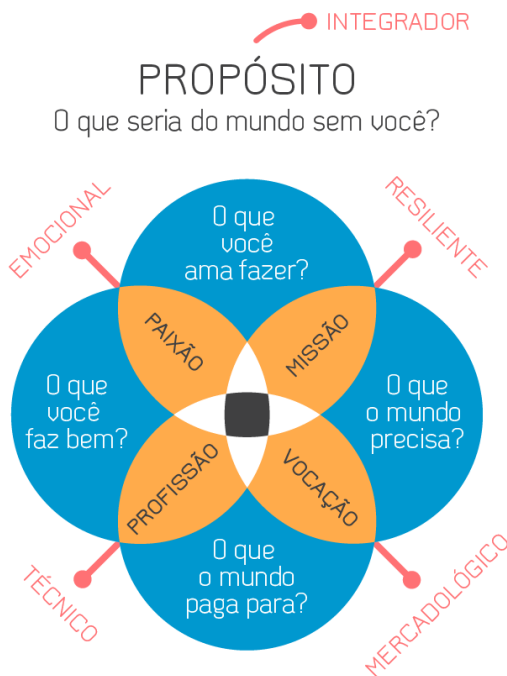 INTEGRADOR
PROPÓSITO
O que seria do mundo sem você?
EMOCIONAL
RESILIENTE
O que
você
ama fazer?
PAIXÃO
MISSÃO
O que
você
faz bem?
O que
o mundo
precisa?
PROFISSÃO
VOCAÇÃO
O que
o mundo
paga para?
TÉCNICO
MERCADOLÓGICO